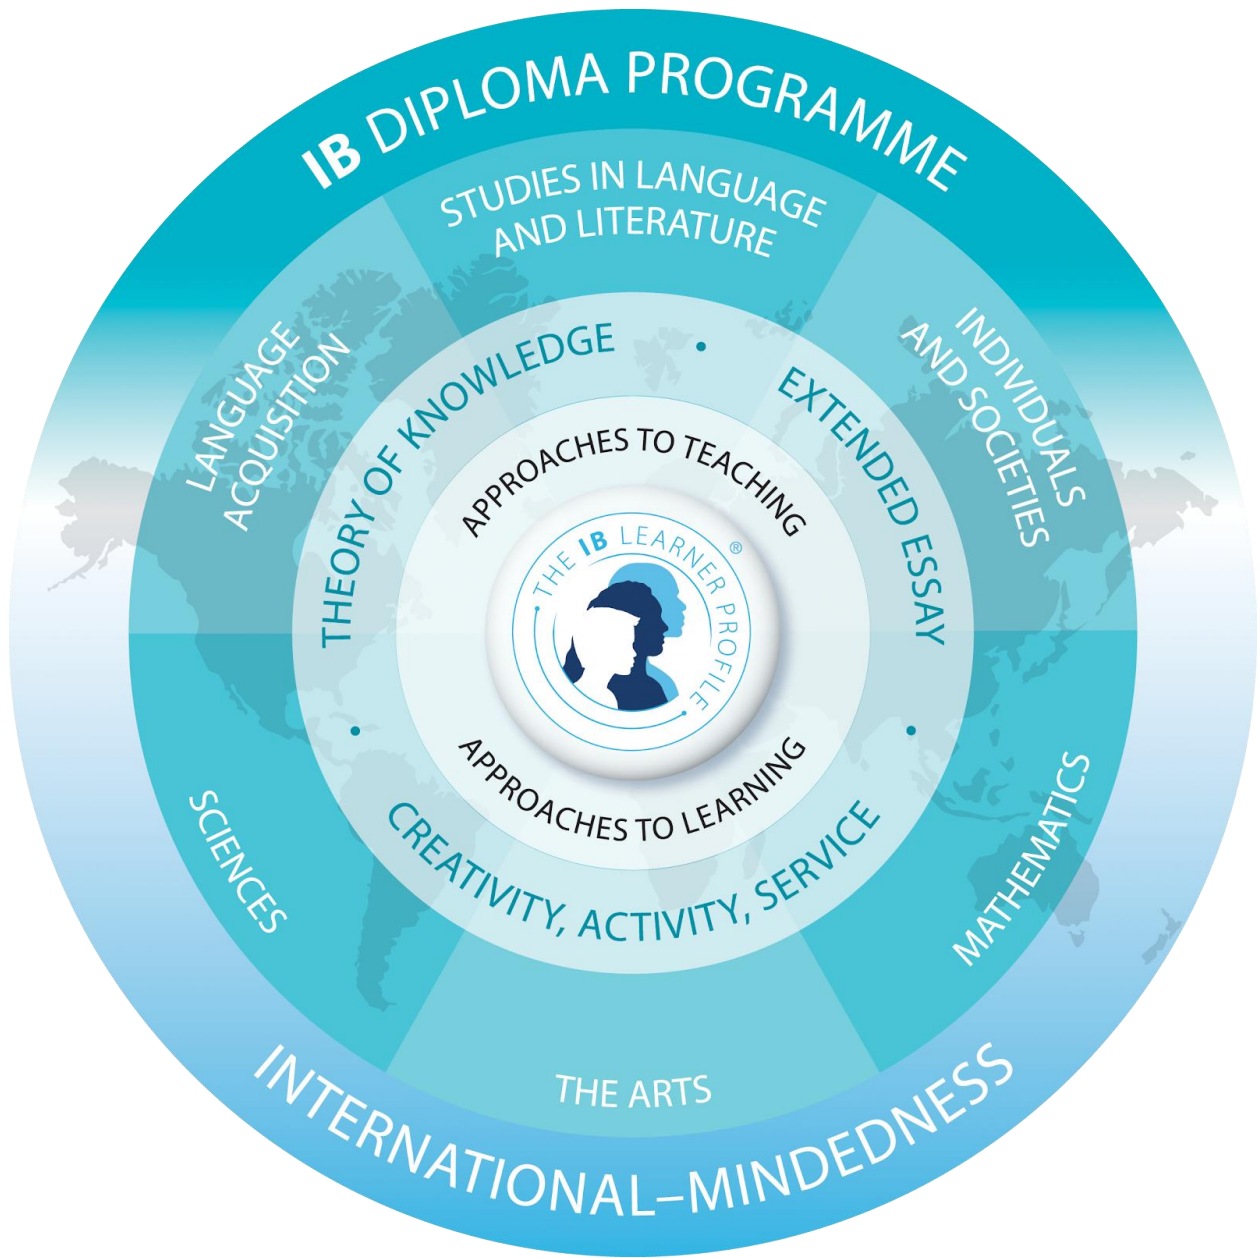 IB DIPLOMA PROGRAMME
STUDIES IN LANGUAGE
AND LITERATURE
LANGUAGE
ACQUISITION
INDIVIDUALS
AND SOCIETIES
THEORY OF KNOWLEDGE
EXTENDED ESSAY
APPROACHES TO TEACHING
THE IB LEARNER PROFILE ®
APPROACHES TO LEARNING
CREATIVITY, ACTIVITY, SERVICE
SCIENCES
MATHEMATICS
THE ARTS
INTERNATIONAL–MINDEDNESS